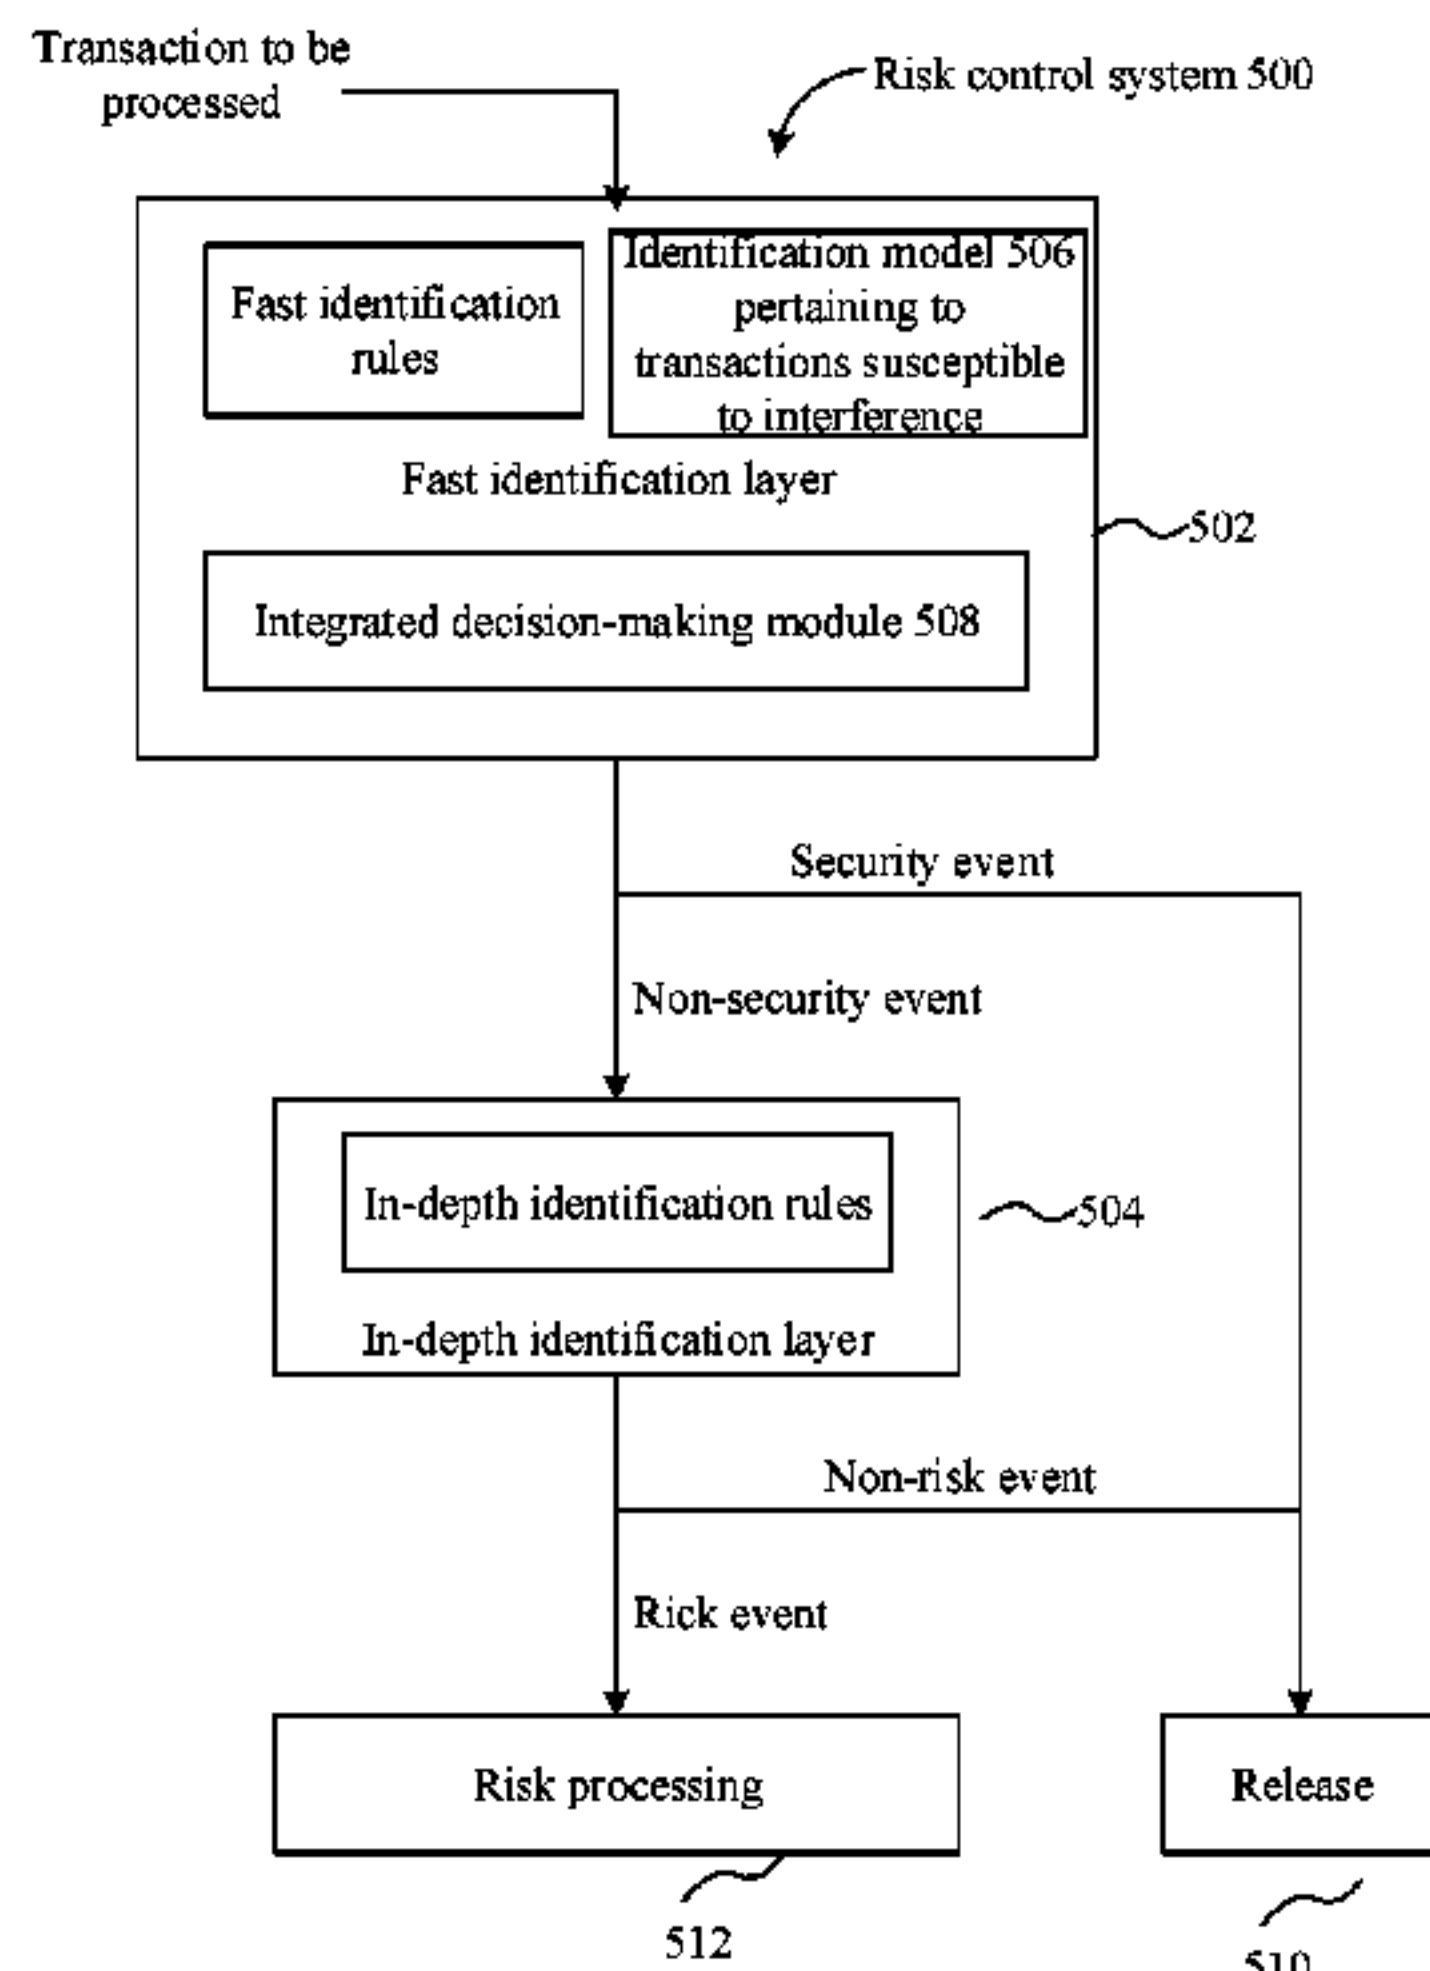 Transaction to be
processed
Risk control system 500
Fast identification
rules
Identification model 506
pertaining to
transactions susceptible
to interference
Fast identification layer
502
Integrated decision-making module 508
Security event
Non-security event
In-depth identification rules
504
In-depth identification layer
Non-risk event
Rick event
Risk processing
Release
512
510